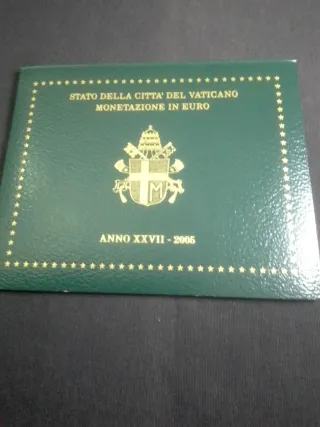 STATO DELLA CITTA' DEL VATICANO
MONETAZIONE IN EURO
M
ANNO XXVII - 2005